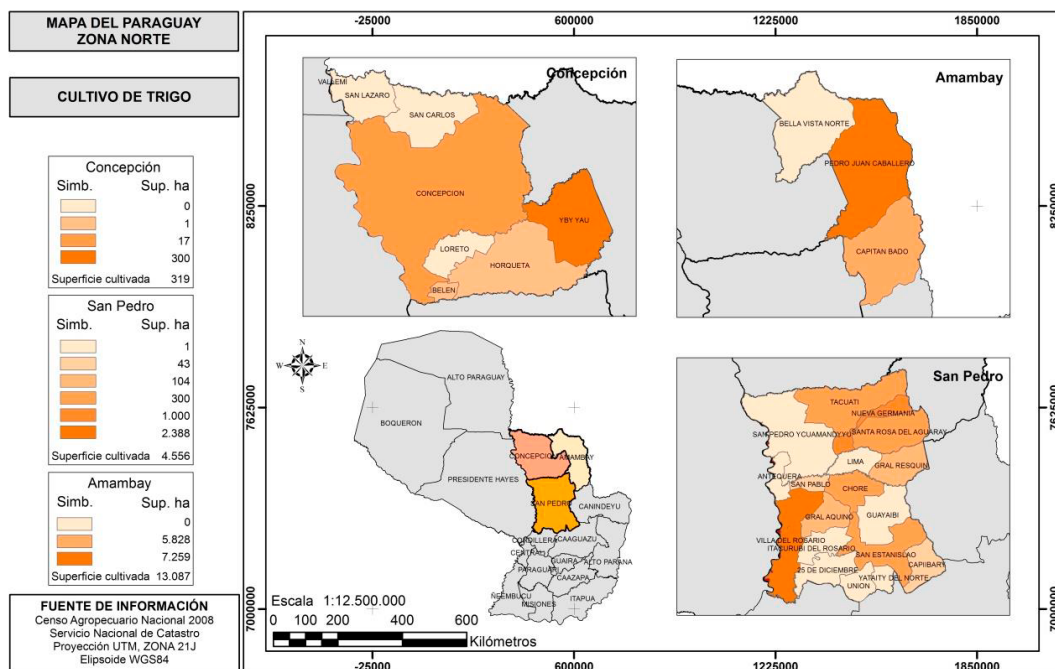 MAPA DEL PARAGUAY
ZONA NORTE
CULTIVO DE TRIGO
Concepción
Simb. Sup. ha
0
1
17
300
Superficie cultivada 319
San Pedro
Simb. Sup. ha
1
43
104
300
1.000
2.388
Superficie cultivada 4.556
Amambay
Simb. Sup. ha
0
5.828
7.259
Superficie cultivada 13.087
FUENTE DE INFORMACIÓN
Censo Agropecuario Nacional 2008
Servicio Nacional de Catastro
Proyección UTM, ZONA 21J
Elipsoide WGS84
-25000 600000 1225000 1850000
8250000
7625000
7000000
Concepción
VALLEMI
SAN LAZARO
SAN CARLOS
CONCEPCION
YBY YAU
LORETO
HORQUETA
BELEN
Amambay
BELLA VISTA NORTE
PEDRO JUAN CABALLERO
CAPITAN BADO
8250000
7625000
7000000
N
W E
S
ALTO PARAGUAY
BOQUERON
CONCEPCION
AMAMBAY
PRESIDENTE HAYES
SAN PEDRO
CANINDEYU
CORDILLERA
CAAGUAZU
CENTRAL
GUAIRA
ALTO PARANA
PARAGUARI
CAAZAPA
ÑEEMBUCU
MISIONES
ITAPUA
Escala 1:12.500.000
0 100 200 400 600
Kilómetros
San Pedro
TACUATI
NUEVA GERMANIA
SAN PEDRO YCUAMANDYYU
SANTA ROSA DEL AGUARAY
LIMA
GRAL RESQUIN
ANTEQUERA
SAN PABLO
CHORE
GRAL AQUINO
GUAYAIBI
VILLA DEL ROSARIO
ITACURUBI DEL ROSARIO
SAN ESTANISLAO
25 DE DICIEMBRE
CAPIIBARY
YATAITY DEL NORTE
UNION
-25000 600000 1225000 1850000